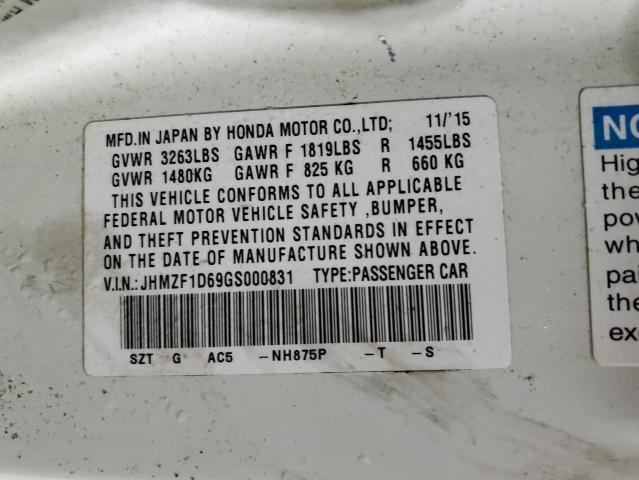 MFD.IN JAPAN BY HONDA MOTOR CO.,LTD; 11/'15
GVWR 3263LBS GAWR F 1819LBS R 1455LBS
GVWR 1480KG GAWR F 825 KG R 660 KG
THIS VEHICLE CONFORMS TO ALL APPLICABLE
FEDERAL MOTOR VEHICLE SAFETY ,BUMPER,
AND THEFT PREVENTION STANDARDS IN EFFECT
ON THE DATE OF MANUFACTURE SHOWN ABOVE.
V.I.N.:JHMZF1D69GS000831 TYPE:PASSENGER CAR
SZT G AC5 -NH875P -T -S
NO
Hig
the
pow
wh
pal
the
ex